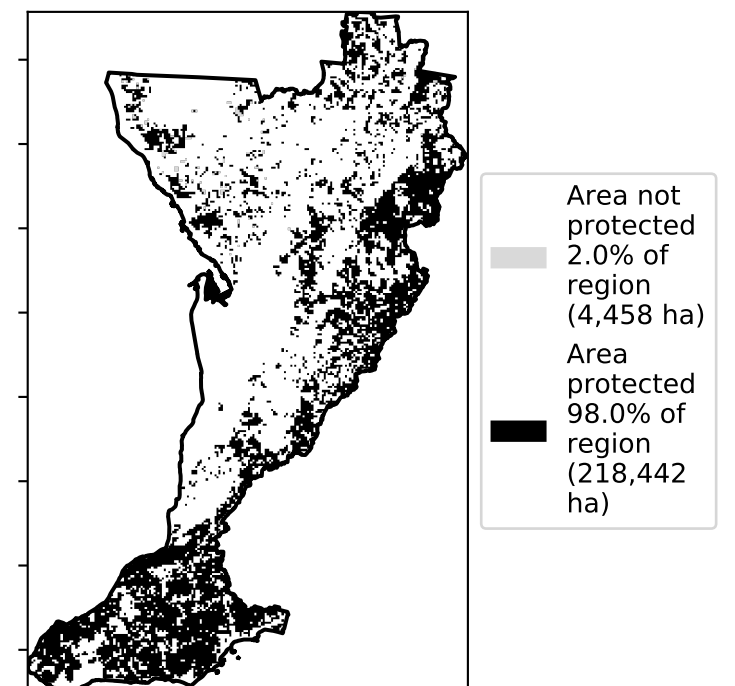 Area not
protected
2.0% of
region
(4,458 ha)
Area
protected
98.0% of
region
(218,442
ha)